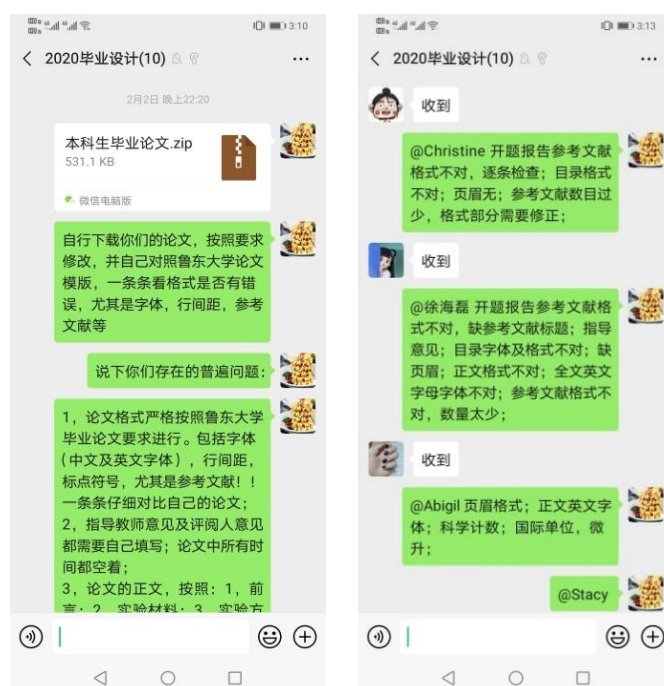 3:10
2020毕业设计(10)
2月2日 晚上22:20
本科生毕业论文.zip
531.1 KB
微信电脑版
自行下载你们的论文，按照要求
修改，并自己对照鲁东大学论文
模版，一条条看格式是否有错
误，尤其是字体，行间距，参考
文献等
说下你们存在的普遍问题：
1，论文格式严格按照鲁东大学
毕业论文要求进行。包括字体
（中文及英文字体），行间距，
标点符号，尤其是参考文献！！
一条条仔细对比自己的论文；
2，指导教师意见及评阅人意见
都需要自己填写；论文中所有时
间都空着；
3，论文的正文，按照：1，前
言；2，实验材料；3，实验方
3:13
2020毕业设计(10)
收到
@Christine 开题报告参考文献
格式不对，逐条检查；目录格式
不对；页眉无；参考文献数目过
少，格式部分需要修正；
收到
@徐海磊 开题报告参考文献格
式不对，缺参考文献标题；指导
意见；目录字体及格式不对；缺
页眉；正文格式不对；全文英文
字母字体不对；参考文献格式不
对，数量太少；
收到
@Abigil 页眉格式；正文英文字
体；科学计数；国际单位，微
升；
@Stacy